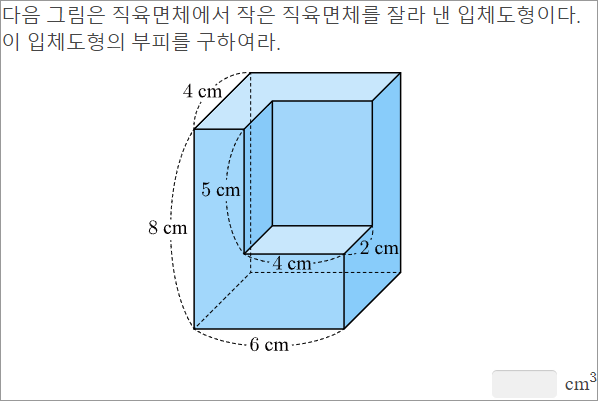 다음 그림은 직육면체에서 작은 직육면체를 잘라 낸 입체도형이다.
이 입체도형의 부피를 구하여라.
4 cm
5 cm
8 cm
2 cm
4 cm
6 cm
cm³